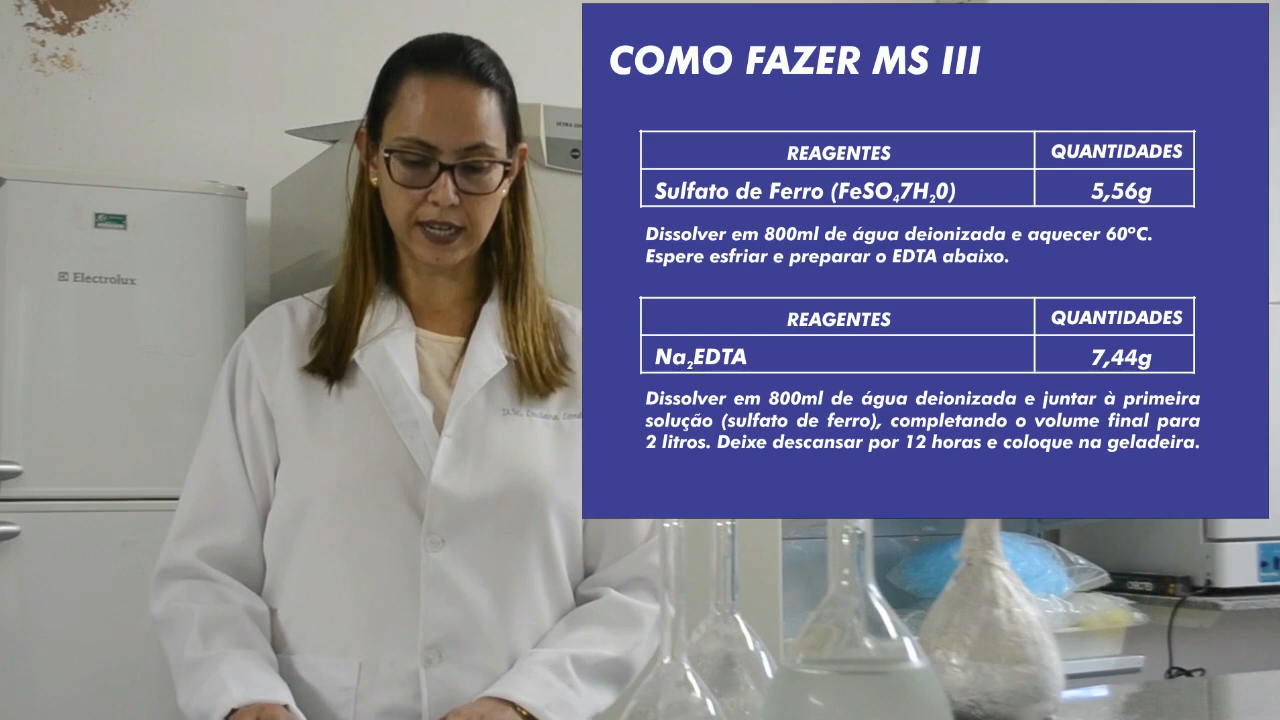 COMO FAZER MS III
REAGENTES QUANTIDADES
Sulfato de Ferro (FeSO₄7H₂0) 5,56g
Dissolver em 800ml de água deionizada e aquecer 60ºC.
Espere esfriar e preparar o EDTA abaixo.
REAGENTES QUANTIDADES
Na₂EDTA 7,44g
Dissolver em 800ml de água deionizada e juntar à primeira
solução (sulfato de ferro), completando o volume final para
2 litros. Deixe descansar por 12 horas e coloque na geladeira.
Electrolux